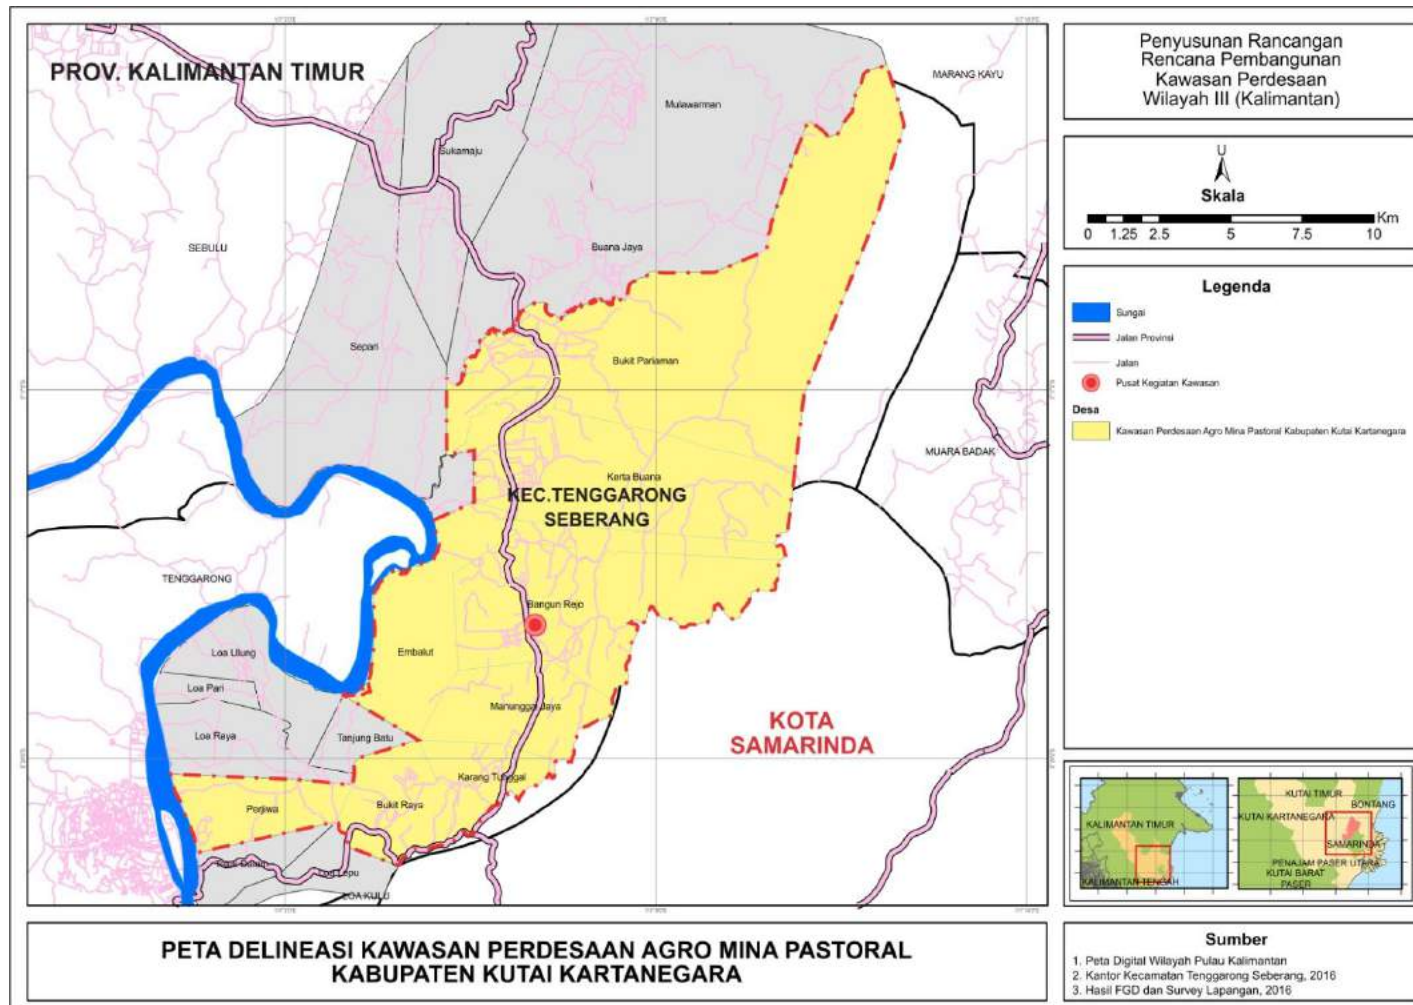 PROV. KALIMANTAN TIMUR
MARANG KAYU
Mulawarman
Sukamaju
SEBULU
Buana Jaya
Separi
Bukit Pariaman
MUARA BADAK
Kerta Buana
KEC.TENGGARONG
SEBERANG
TENGGARONG
Bangun Rejo
Embalut
Loa Ulung
Loa Pari
Loa Raya
Tanjung Batu
Manunggal Jaya
KOTA
SAMARINDA
Karang Tunggal
Perjiwa
Bukit Raya
Loa Lepu
LOA KULU
PETA DELINEASI KAWASAN PERDESAAN AGRO MINA PASTORAL
KABUPATEN KUTAI KARTANEGARA
Penyusunan Rancangan
Rencana Pembangunan
Kawasan Perdesaan
Wilayah III (Kalimantan)
U
Skala
Km
0 1.25 2.5 5 7.5 10
Legenda
Sungai
Jalan Provinsi
Jalan
Pusat Kegiatan Kawasan
Desa
Kawasan Perdesaan Agro Mina Pastoral Kabupaten Kutai Kartanegara
KALIMANTAN TIMUR
KALIMANTAN TENGAH
KUTAI TIMUR
BONTANG
KUTAI KARTANEGARA
SAMARINDA
PENAJAM PASER UTARA
KUTAI BARAT
PASER
Sumber
1. Peta Digital Wilayah Pulau Kalimantan
2. Kantor Kecamatan Tenggarong Seberang, 2016
3. Hasil FGD dan Survey Lapangan, 2016